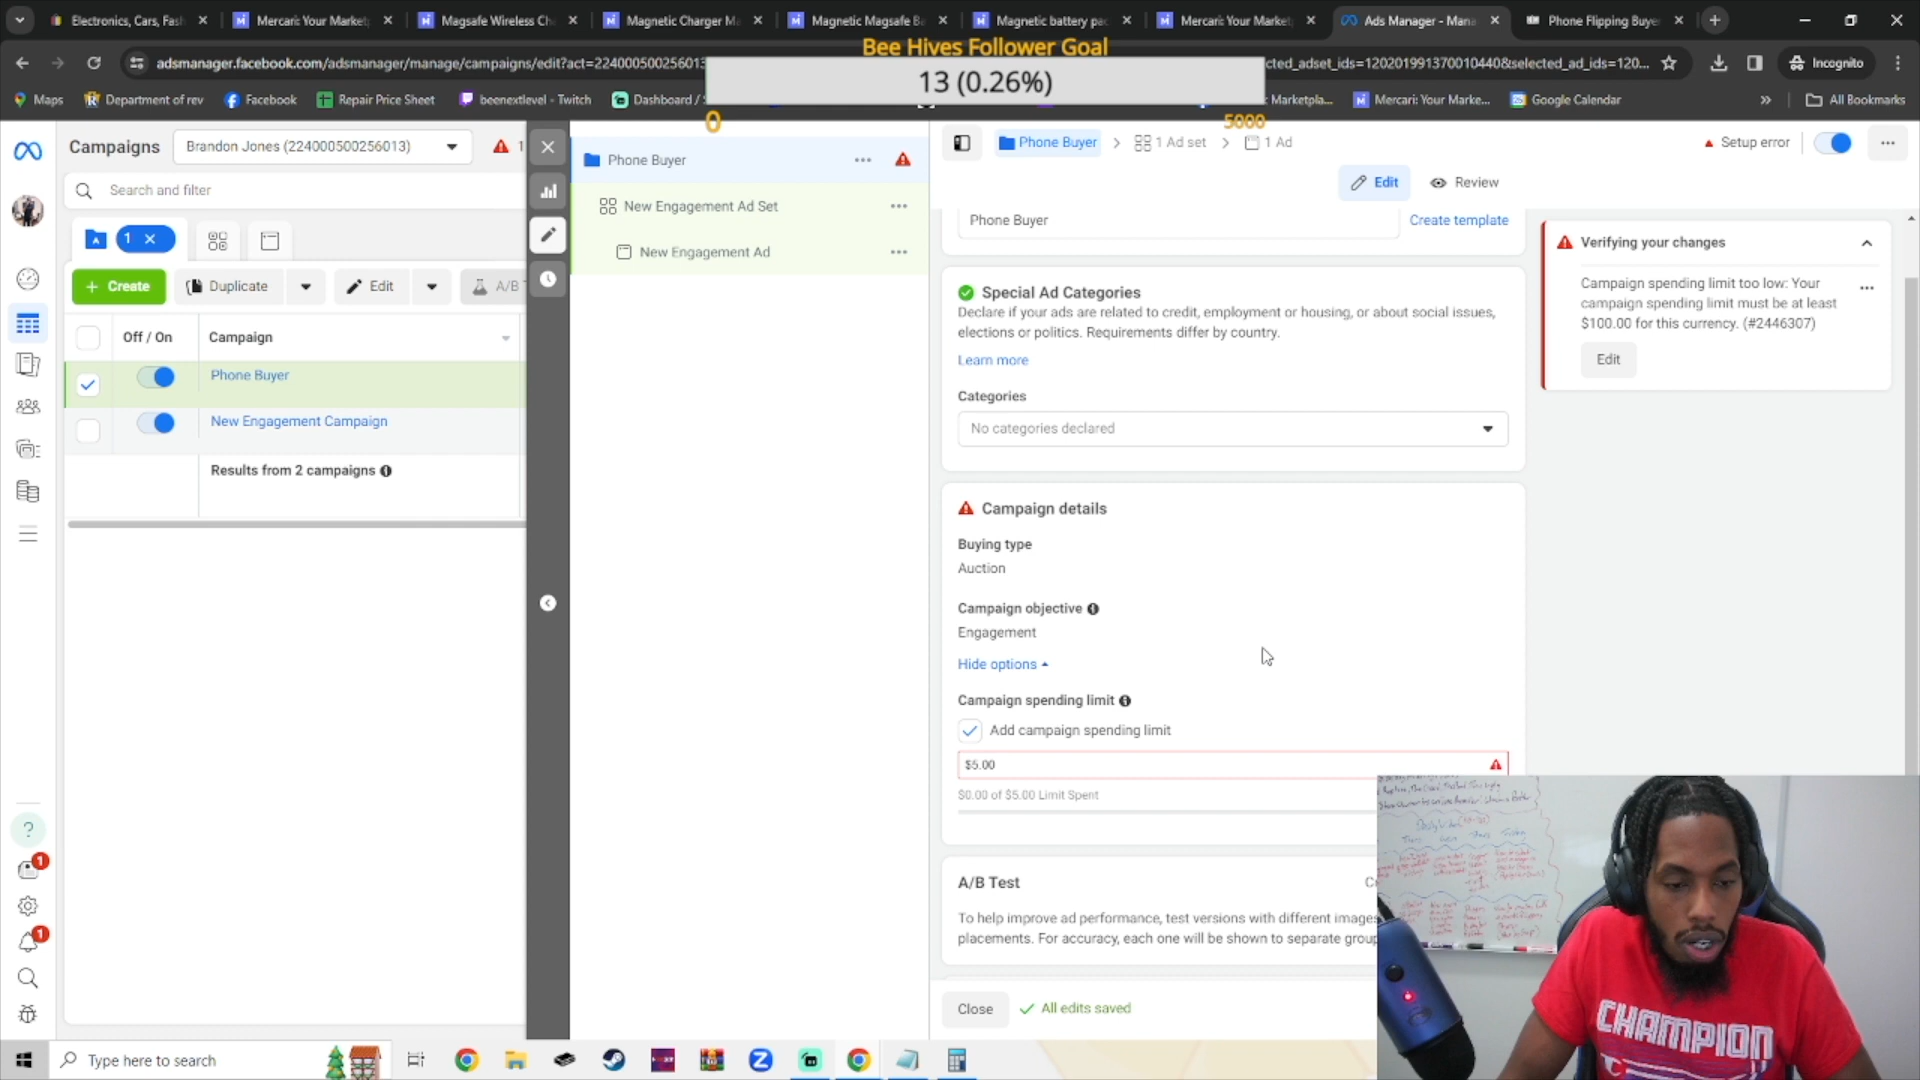 Electronics, Cars, Fash
Mercari: Your Market
Magsafe Wireless Ch
Magnetic Charger Ma
Magnetic Magsafe Ba
Magnetic battery pac
Mercari: Your Market
Ads Manager - Mana
Phone Flipping Buye
Bee Hives Follower Goal
adsmanager.facebook.com/adsmanager/manage/campaigns/edit?act=224000500256013
13 (0.26%)
cted_adset_ids=120201991370010440&selected_ad_ids=120...
Incognito
Maps
Department of rev
Facebook
Repair Price Sheet
beenextlevel - Twitch
Dashboard /
Marketpla...
Mercari: Your Marke...
Google Calendar
All Bookmarks
0
5000
Campaigns
Brandon Jones (224000500256013)
1
Search and filter
1
Create
Duplicate
Edit
A/B T
Off / On
Campaign
Phone Buyer
New Engagement Campaign
Results from 2 campaigns
Phone Buyer
New Engagement Ad Set
New Engagement Ad
Phone Buyer
1 Ad set
1 Ad
Setup error
Edit
Review
Phone Buyer
Create template
Special Ad Categories
Declare if your ads are related to credit, employment or housing, or about social issues,
elections or politics. Requirements differ by country.
Learn more
Categories
No categories declared
Campaign details
Buying type
Auction
Campaign objective
Engagement
Hide options
Campaign spending limit
Add campaign spending limit
$5.00
$0.00 of $5.00 Limit Spent
A/B Test
To help improve ad performance, test versions with different images
placements. For accuracy, each one will be shown to separate group
Close
All edits saved
Verifying your changes
Campaign spending limit too low: Your
campaign spending limit must be at least
$100.00 for this currency. (#2446307)
Edit
1
1
CHAMPION
Type here to search